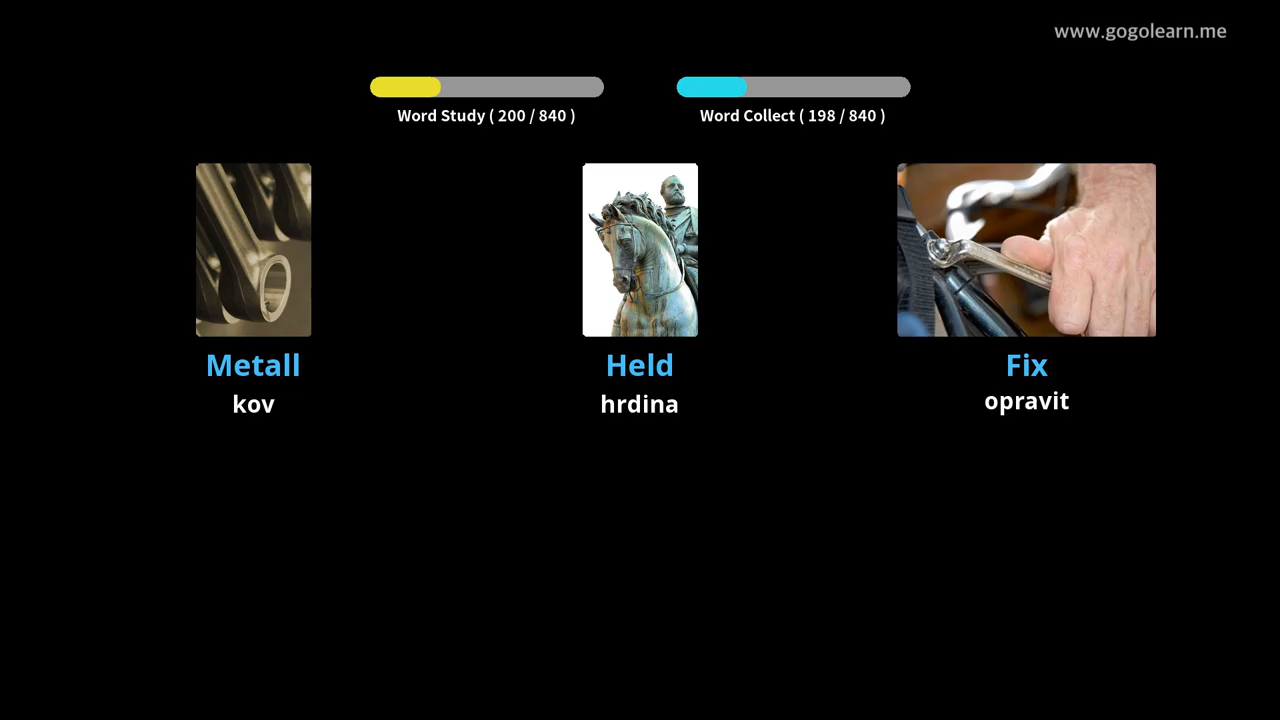 www.gogolearn.me
Word Study ( 200 / 840 )
Word Collect ( 198 / 840 )
Metall
kov
Held
hrdina
Fix
opravit